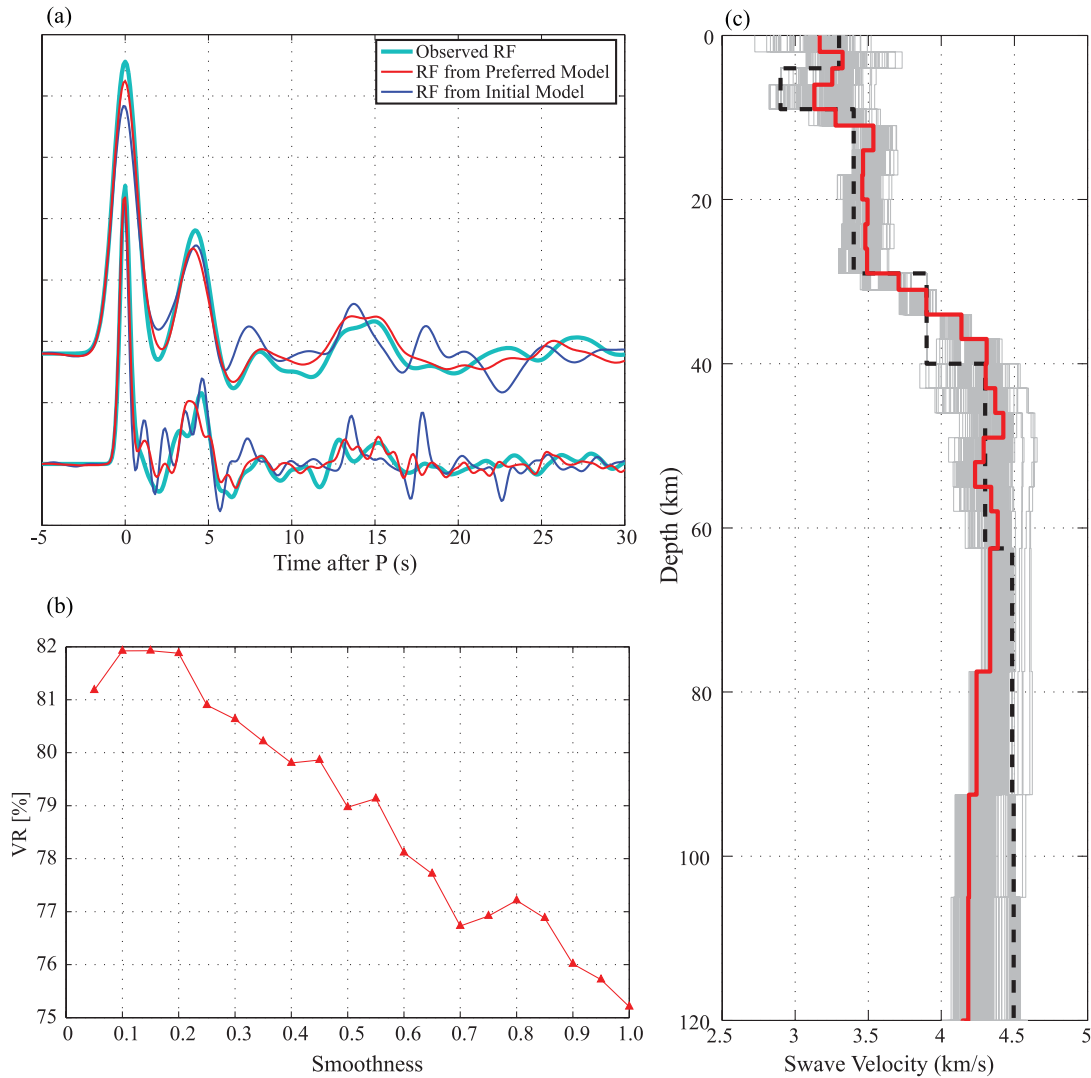 (a)
Observed RF
RF from Preferred Model
RF from Initial Model
-5 0 5 10 15 20 25 30
Time after P (s)
(b)
82
81
80
79
78
77
76
75
VR [%]
0 0.1 0.2 0.3 0.4 0.5 0.6 0.7 0.8 0.9 1.0
Smoothness
(c)
0
20
40
60
80
100
120
Depth (km)
2.5 3 3.5 4 4.5 5
Swave Velocity (km/s)